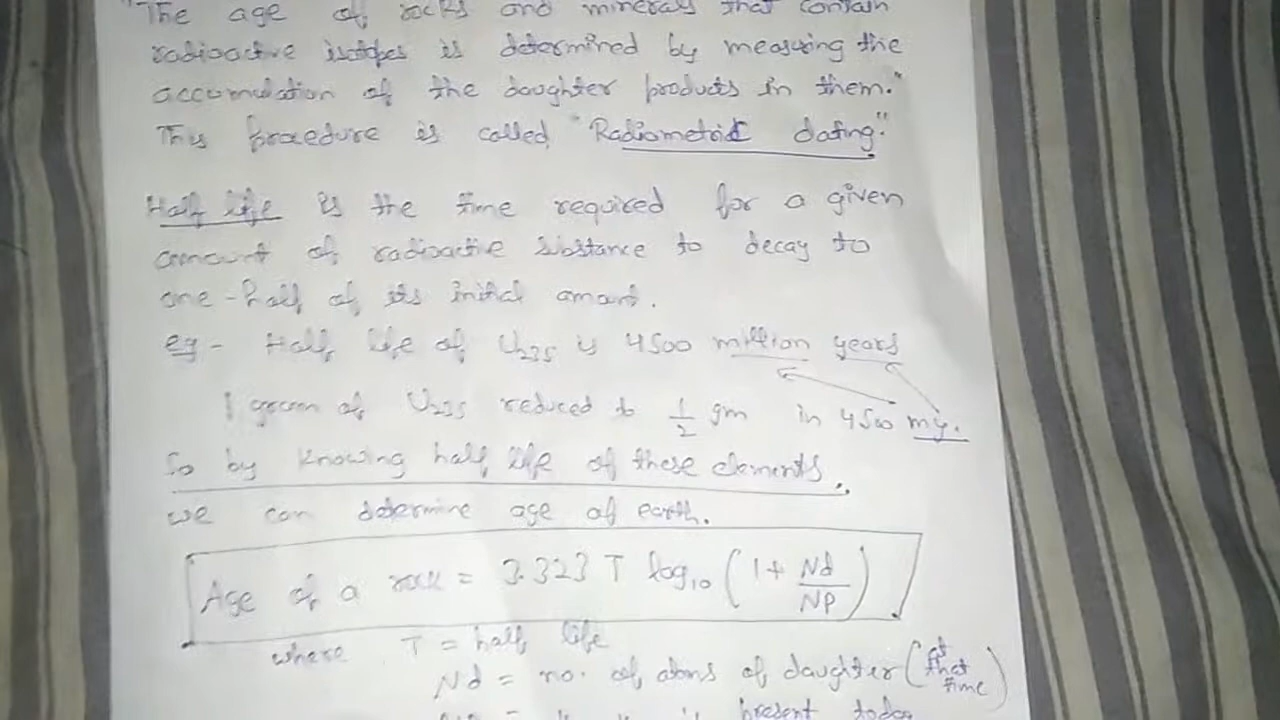 "The age of rocks and minerals that contain
radioactive isotopes is determined by measuring the
accumulation of the daughter products in them."
This procedure is called "Radiometric dating."
Half life is the time required for a given
amount of radioactive substance to decay to
one-half of its initial amount.
eg - Half life of U235 is 4500 million years
1 gram of U235 reduced to 1/2 gm in 4500 my.
So by knowing half life of these elements.
we can determine age of earth.
Age of a rock = 3.323 T log10 (1 + Nd/NP)
where T = half life
Nd = no. of atoms of daughter (at that time)
present today